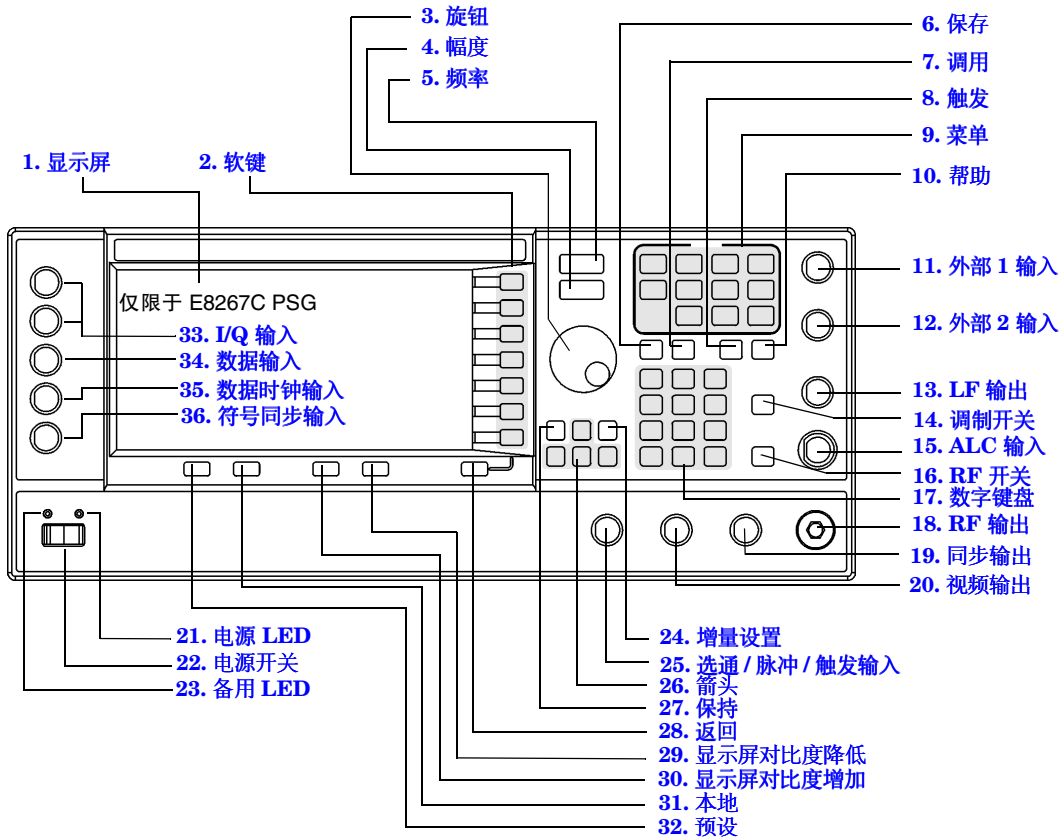 3. 旋钮
4. 幅度
5. 频率
6. 保存
7. 调用
8. 触发
9. 菜单
10. 帮助
1. 显示屏
2. 软键
11. 外部 1 输入
12. 外部 2 输入
13. LF 输出
14. 调制开关
15. ALC 输入
16. RF 开关
17. 数字键盘
18. RF 输出
19. 同步输出
20. 视频输出
仅限于 E8267C PSG
33. I/Q 输入
34. 数据输入
35. 数据时钟输入
36. 符号同步输入
21. 电源 LED
22. 电源开关
23. 备用 LED
24. 增量设置
25. 选通 / 脉冲 / 触发输入
26. 箭头
27. 保持
28. 返回
29. 显示屏对比度降低
30. 显示屏对比度增加
31. 本地
32. 预设